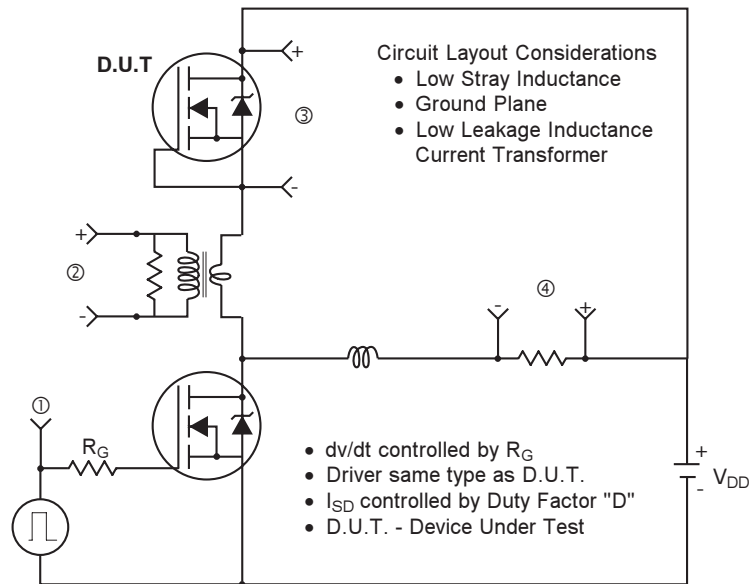 D.U.T
+
-
③
Circuit Layout Considerations
• Low Stray Inductance
• Ground Plane
• Low Leakage Inductance
Current Transformer
+
②
-
-
④
+
①
R_G
• dv/dt controlled by R_G
• Driver same type as D.U.T.
• I_SD controlled by Duty Factor "D"
• D.U.T. - Device Under Test
+
-
V_DD